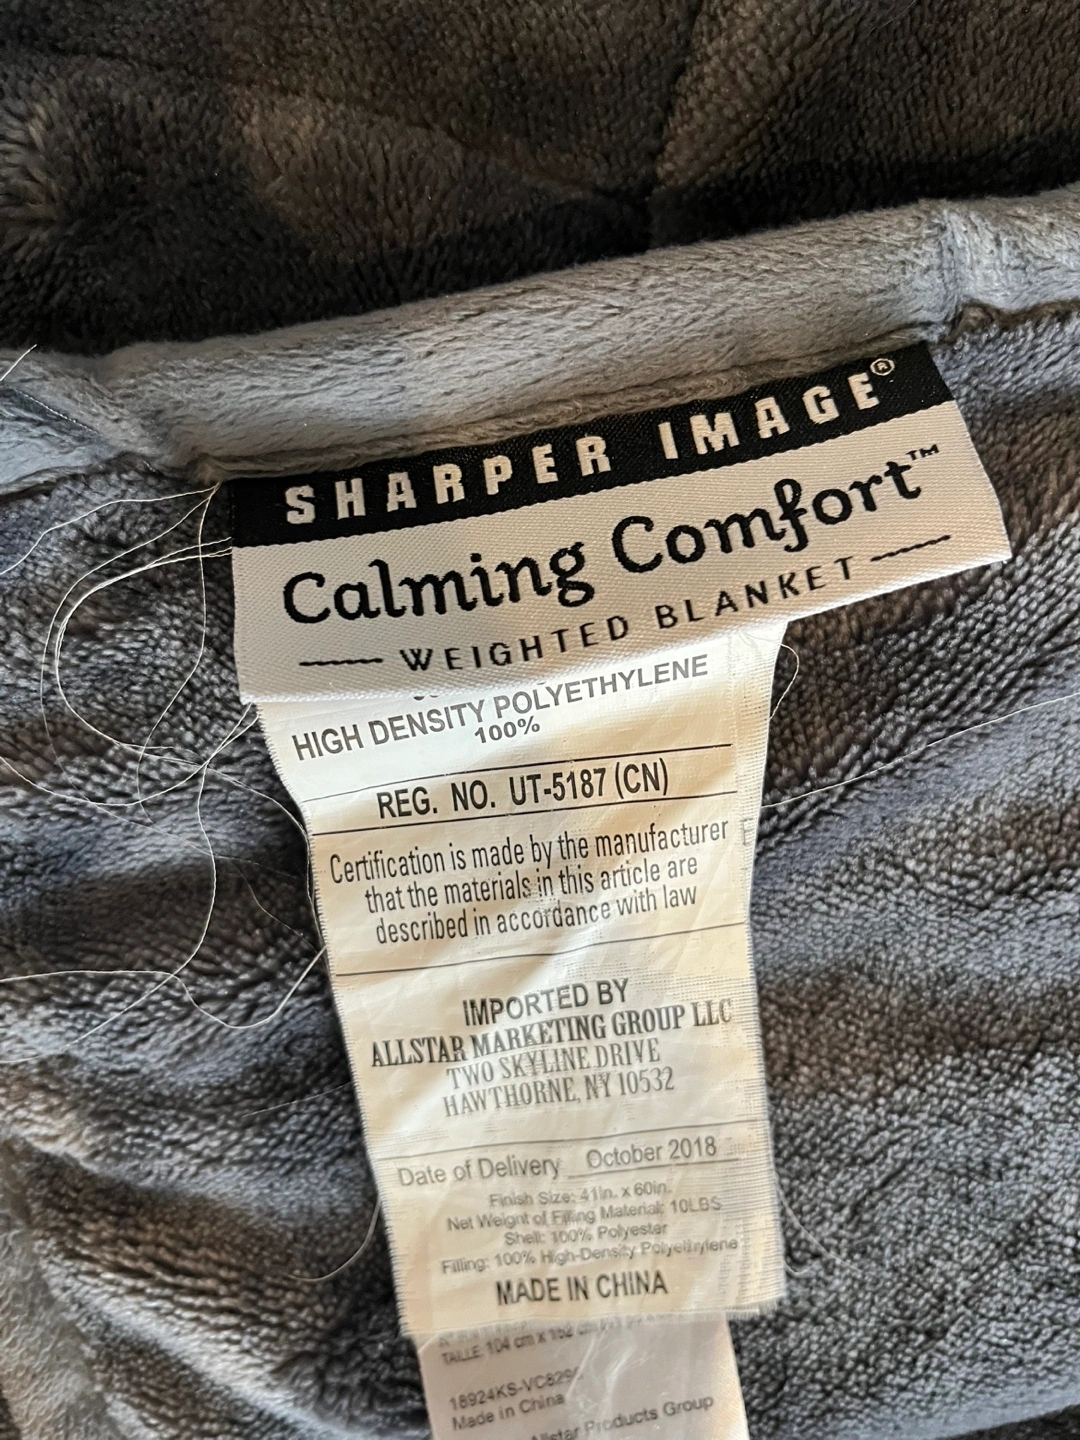 SHARPER IMAGE®
Calming Comfort™
WEIGHTED BLANKET
HIGH DENSITY POLYETHYLENE
100%
REG. NO. UT-5187 (CN)
Certification is made by the manufacturer
that the materials in this article are
described in accordance with law
IMPORTED BY
ALLSTAR MARKETING GROUP LLC
TWO SKYLINE DRIVE
HAWTHORNE, NY 10532
Date of Delivery October 2018
Finish Size: 41in. x 60in.
Net Weight of Filling Material: 10LBS
Shell: 100% Polyester
Filling: 100% High-Density Polyethylene
MADE IN CHINA
TAILLE: 104 cm x 152 cm
18924KS-VC829
Made in China
Allstar Products Group